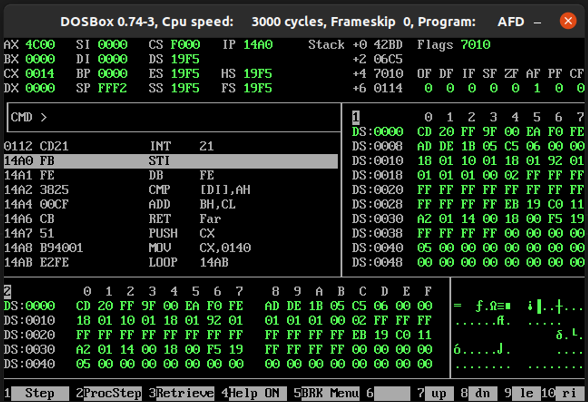 DOSBox 0.74-3, Cpu speed: 3000 cycles, Frameskip 0, Program: AFD
AX 4C00 SI 0000 CS F000 IP 14A0 Stack +0 42BD Flags 7010
BX 0000 DI 0000 DS 19F5 +2 06C5
CX 0014 BP 0000 ES 19F5 HS 19F5 +4 7010 OF DF IF SF ZF AF PF CF
DX 0000 SP FFF2 SS 19F5 FS 19F5 +6 0114 0 0 0 0 0 1 0 0
CMD >
1 0 1 2 3 4 5 6 7
DS:0000 CD 20 FF 9F 00 EA F0 FE
0112 CD21 INT 21 DS:0008 AD DE 1B 05 C5 06 00 00
14A0 FB STI DS:0010 18 01 10 01 18 01 92 01
14A1 FE DB FE DS:0018 01 01 01 00 02 FF FF FF
14A2 3825 CMP [DI],AH DS:0020 FF FF FF FF FF FF FF FF
14A4 00CF ADD BH,CL DS:0028 FF FF FF FF EB 19 C0 11
14A6 CB RET Far DS:0030 A2 01 14 00 18 00 F5 19
14A7 51 PUSH CX DS:0038 FF FF FF FF 00 00 00 00
14A8 B94001 MOV CX,0140 DS:0040 05 00 00 00 00 00 00 00
14AB E2FE LOOP 14AB DS:0048 00 00 00 00 00 00 00 00
2 0 1 2 3 4 5 6 7 8 9 A B C D E F
DS:0000 CD 20 FF 9F 00 EA F0 FE AD DE 1B 05 C5 06 00 00
DS:0010 18 01 10 01 18 01 92 01 01 01 01 00 02 FF FF FF
DS:0020 FF FF FF FF FF FF FF FF FF FF FF FF EB 19 C0 11
DS:0030 A2 01 14 00 18 00 F5 19 FF FF FF FF 00 00 00 00
DS:0040 05 00 00 00 00 00 00 00 00 00 00 00 00 00 00 00
1 Step 2ProcStep 3Retrieve 4Help ON 5BRK Menu 6 7 up 8 dn 9 le 10 ri